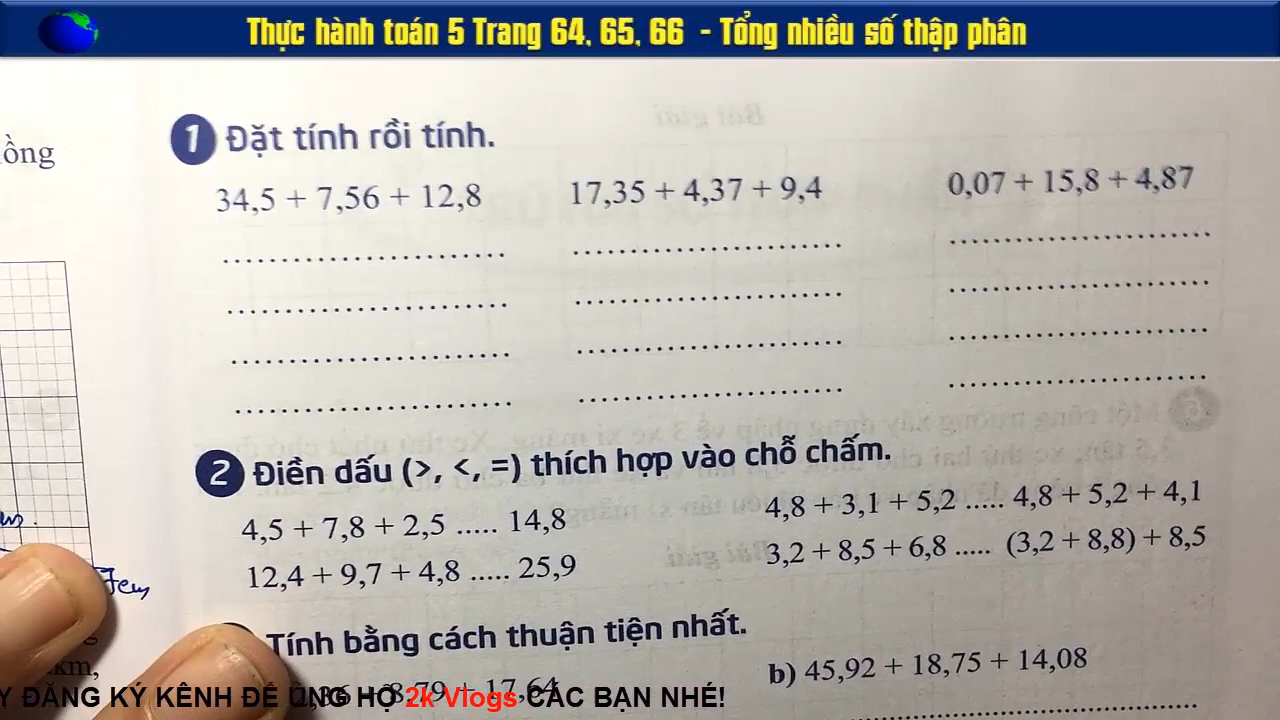 Thực hành toán 5 Trang 64, 65, 66 - Tổng nhiều số thập phân
ồng
1 Đặt tính rồi tính.
34,5 + 7,56 + 12,8 17,35 + 4,37 + 9,4 0,07 + 15,8 + 4,87
2 Điền dấu (>, <, =) thích hợp vào chỗ chấm.
4,5 + 7,8 + 2,5 ..... 14,8 4,8 + 3,1 + 5,2 ..... 4,8 + 5,2 + 4,1
12,4 + 9,7 + 4,8 ..... 25,9 3,2 + 8,5 + 6,8 ..... (3,2 + 8,8) + 8,5
Tính bằng cách thuận tiện nhất.
km,
8,79 + 17,64 b) 45,92 + 18,75 + 14,08
Y ĐĂNG KÝ KÊNH ĐỂ ỦNG HỘ 2k Vlogs CÁC BẠN NHÉ!